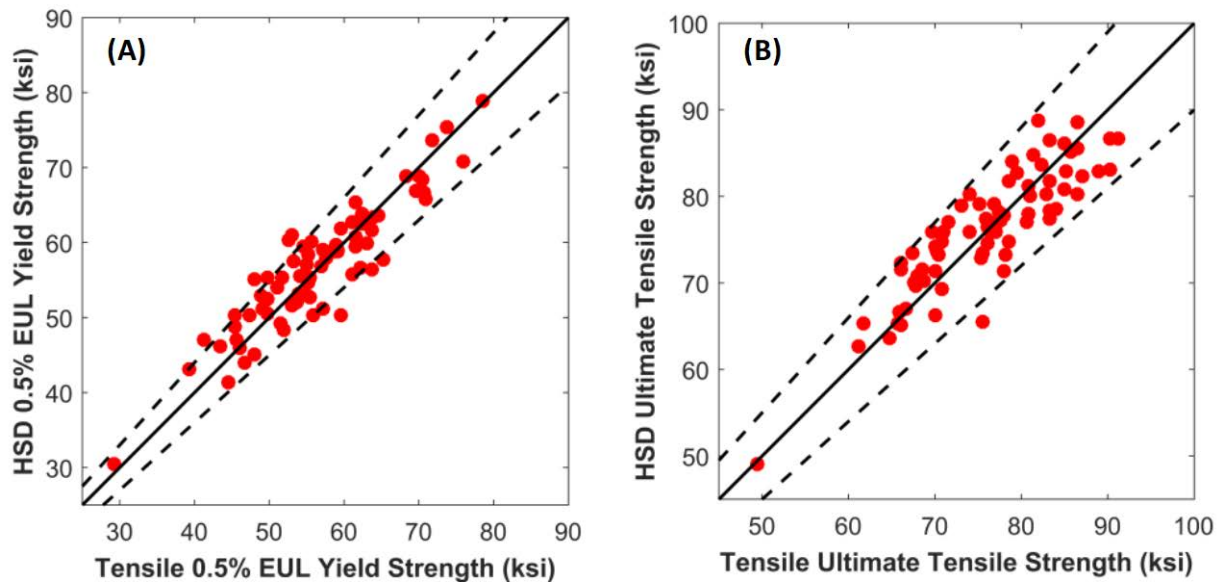 (A)
HSD 0.5% EUL Yield Strength (ksi)
90
80
70
60
50
40
30
30 40 50 60 70 80 90
Tensile 0.5% EUL Yield Strength (ksi)
(B)
HSD Ultimate Tensile Strength (ksi)
100
90
80
70
60
50
50 60 70 80 90 100
Tensile Ultimate Tensile Strength (ksi)